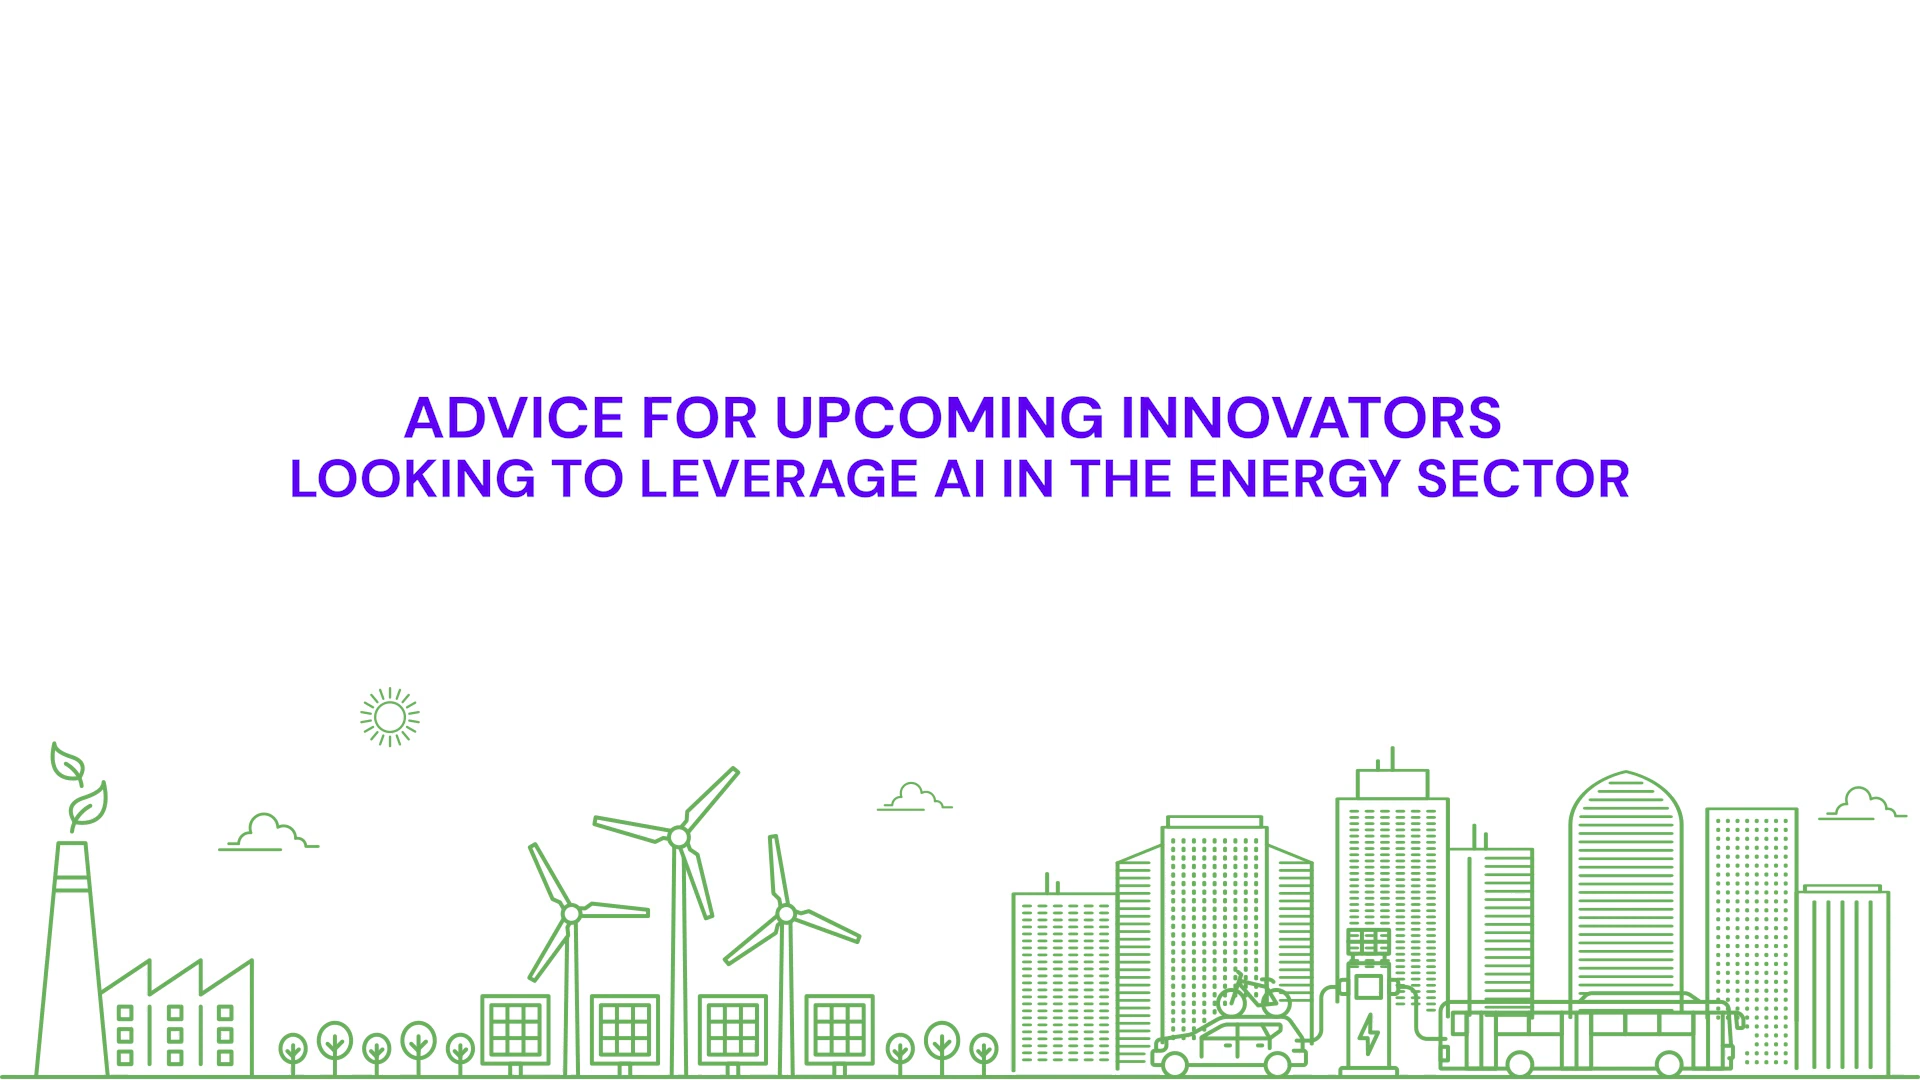 ADVICE FOR UPCOMING INNOVATORS
LOOKING TO LEVERAGE AI IN THE ENERGY SECTOR